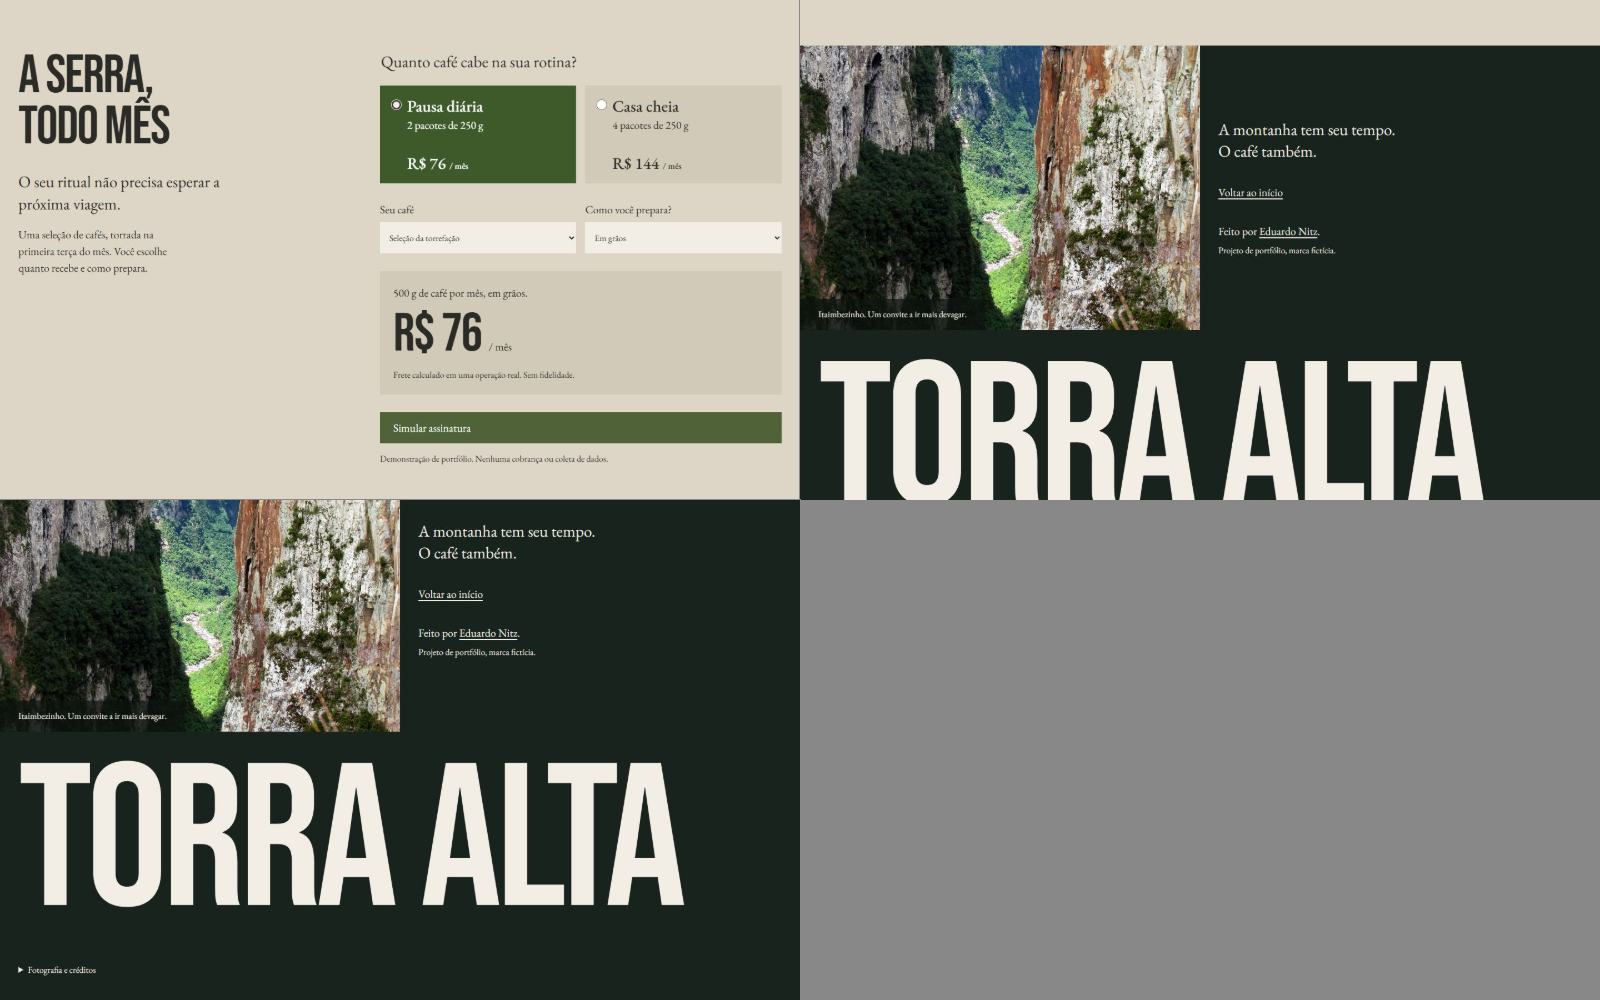 A SERRA,
TODO MÊS
O seu ritual não precisa esperar a
próxima viagem.
Uma seleção de cafés, torrada na
primeira terça do mês. Você escolhe
quanto recebe e como prepara.
Quanto café cabe na sua rotina?
Pausa diária
2 pacotes de 250 g
R$ 76 / mês
Casa cheia
4 pacotes de 250 g
R$ 144 / mês
Seu café
Seleção da torrefação
Como você prepara?
Em grãos
500 g de café por mês, em grãos.
R$ 76 / mês
Frete calculado em uma operação real. Sem fidelidade.
Simular assinatura
Demonstração de portfólio. Nenhuma cobrança ou coleta de dados.
Itaimbezinho. Um convite a ir mais devagar.
A montanha tem seu tempo.
O café também.
Voltar ao início
Feito por Eduardo Nitz.
Projeto de portfólio, marca fictícia.
TORRA ALTA
Itaimbezinho. Um convite a ir mais devagar.
A montanha tem seu tempo.
O café também.
Voltar ao início
Feito por Eduardo Nitz.
Projeto de portfólio, marca fictícia.
TORRA ALTA
Fotografia e créditos